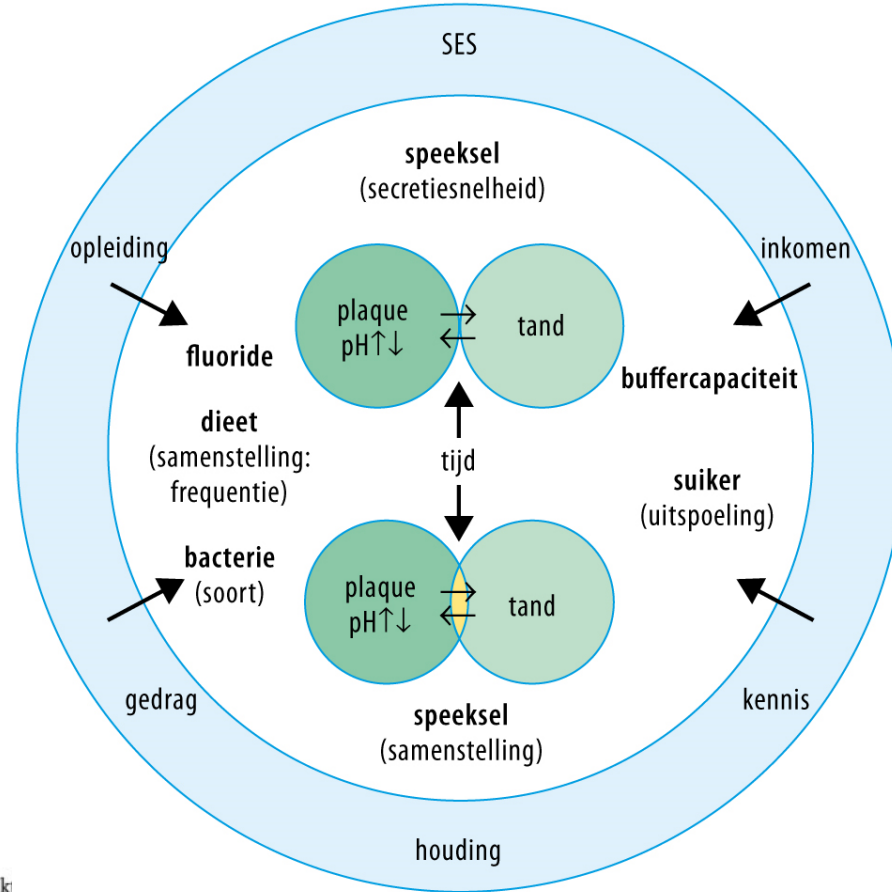 SES
speeksel
(secretiesnelheid)
opleiding
inkomen
plaque
pH↑↓
tand
fluoride
buffercapaciteit
dieet
(samenstelling:
frequentie)
tijd
suiker
(uitspoeling)
bacterie
(soort)
plaque
pH↑↓
tand
gedrag
kennis
speeksel
(samenstelling)
houding